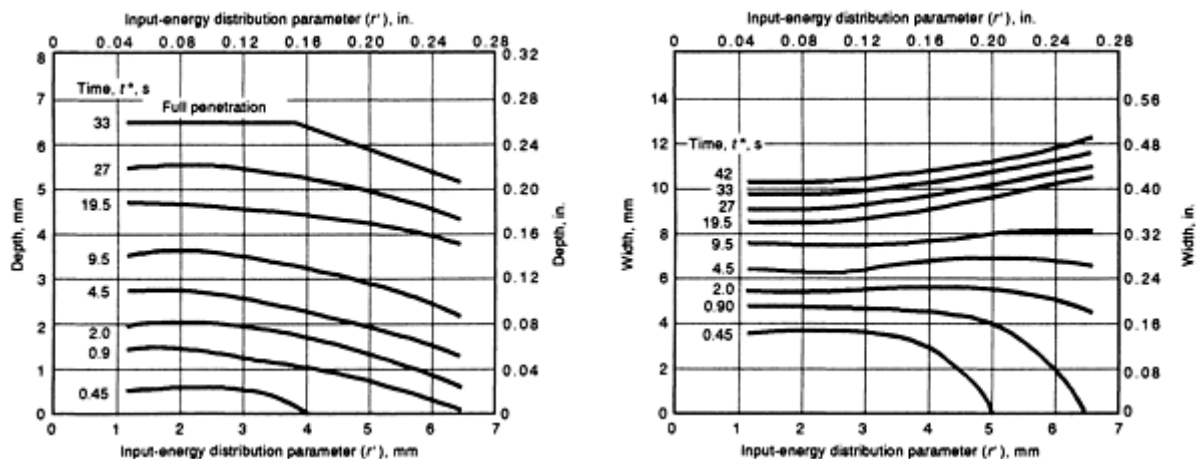 Input-energy distribution parameter (r'), in.
0 0.04 0.08 0.12 0.16 0.20 0.24 0.28
8 0.32
Time, t*, s
7 0.28
Full penetration
33
6 0.24
27
5 0.20
19.5
4 0.16
9.5
3 0.12
4.5
2 0.08
2.0
0.9
1 0.04
0.45
0 0
0 1 2 3 4 5 6 7
Depth, mm
Depth, in.
Input-energy distribution parameter (r'), mm
Input-energy distribution parameter (r'), in.
0 0.04 0.08 0.12 0.16 0.20 0.24 0.28
14 0.56
12 0.48
Time, t*, s
42
10 33 0.40
27
19.5
8 9.5 0.32
6 4.5 0.24
2.0
0.90
4 0.16
0.45
2 0.08
0 0
0 1 2 3 4 5 6 7
Width, mm
Width, in.
Input-energy distribution parameter (r'), mm